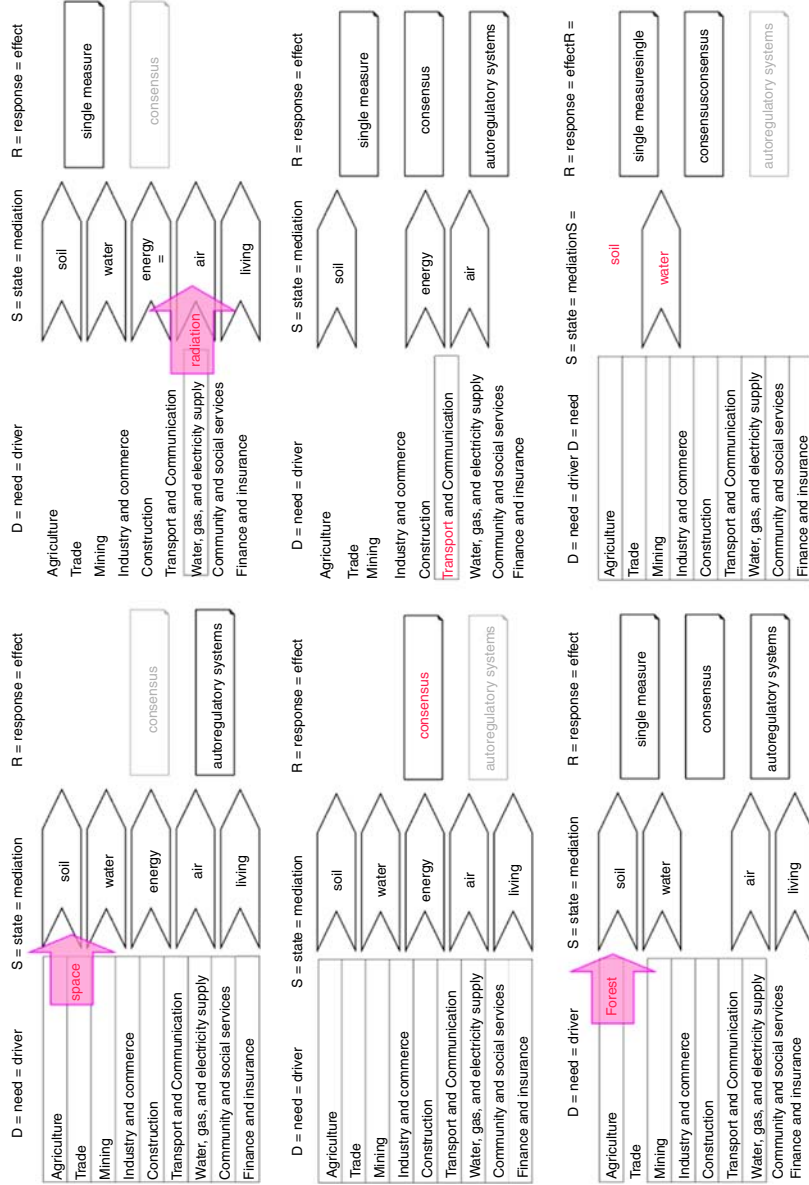 D = need = driver
S = state = mediation
R = response = effect
Agriculture
Trade
Mining
Industry and commerce
Construction
Transport and Communication
Water, gas, and electricity supply
Community and social services
Finance and insurance
space
soil
water
energy
air
living
consensus
autoregulatory systems
D = need = driver
S = state = mediation
R = response = effect
Agriculture
Trade
Mining
Industry and commerce
Construction
Transport and Communication
Water, gas, and electricity supply
Community and social services
Finance and insurance
radiation
soil
water
energy
=
air
living
single measure
consensus
D = need = driver
S = state = mediation
R = response = effect
Agriculture
Trade
Mining
Industry and commerce
Construction
Transport and Communication
Water, gas, and electricity supply
Community and social services
Finance and insurance
soil
water
energy
air
living
consensus
autoregulatory systems
D = need = driver
S = state = mediation
R = response = effect
Agriculture
Trade
Mining
Industry and commerce
Construction
Transport and Communication
Water, gas, and electricity supply
Community and social services
Finance and insurance
soil
energy
air
single measure
consensus
autoregulatory systems
D = need = driver
S = state = mediation
R = response = effect
Agriculture
Trade
Mining
Industry and commerce
Construction
Transport and Communication
Water, gas, and electricity supply
Community and social services
Finance and insurance
Forest
soil
water
air
living
single measure
consensus
autoregulatory systems
D = need = driver D = need
S = state = mediationS =
R = response = effectR =
Agriculture
Trade
Mining
Industry and commerce
Construction
Transport and Communication
Water, gas, and electricity supply
Community and social services
Finance and insurance
soil
water
single measuresingle
consensusconsensus
autoregulatory systems